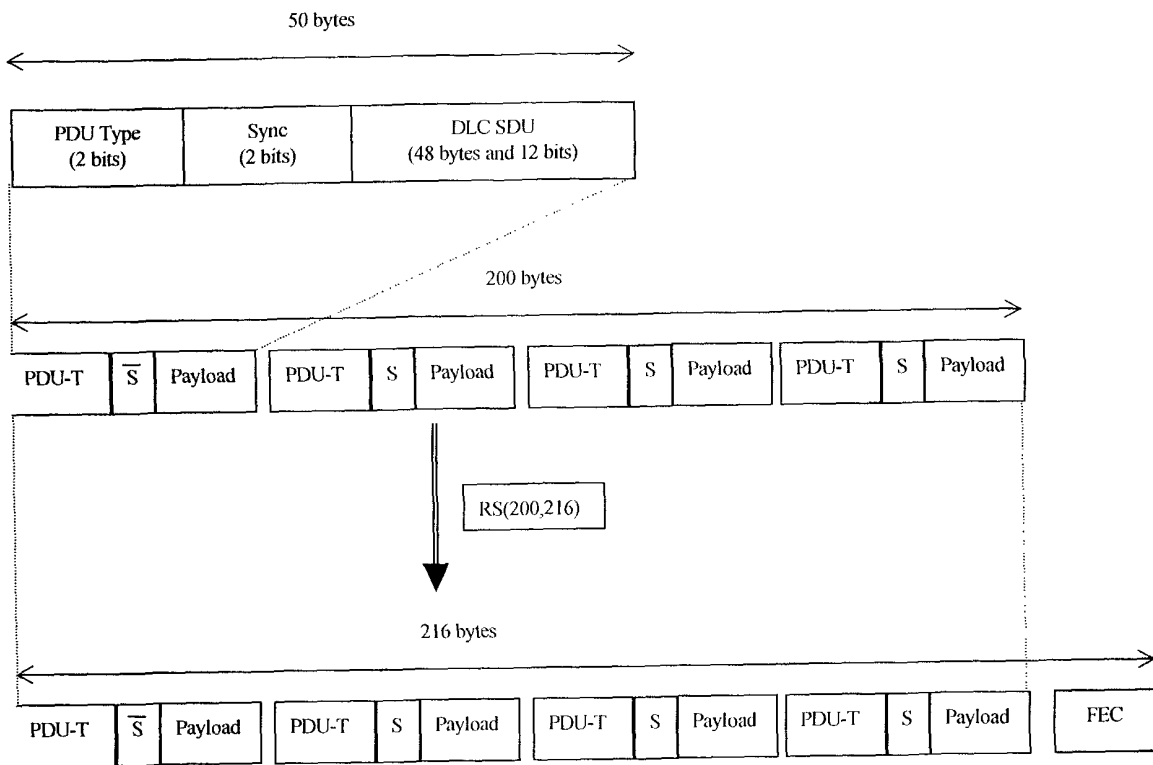 50 bytes
PDU Type
(2 bits)
Sync
(2 bits)
DLC SDU
(48 bytes and 12 bits)
200 bytes
PDU-T S̅ Payload PDU-T S Payload PDU-T S Payload PDU-T S Payload
RS(200,216)
216 bytes
PDU-T S̅ Payload PDU-T S Payload PDU-T S Payload PDU-T S Payload FEC